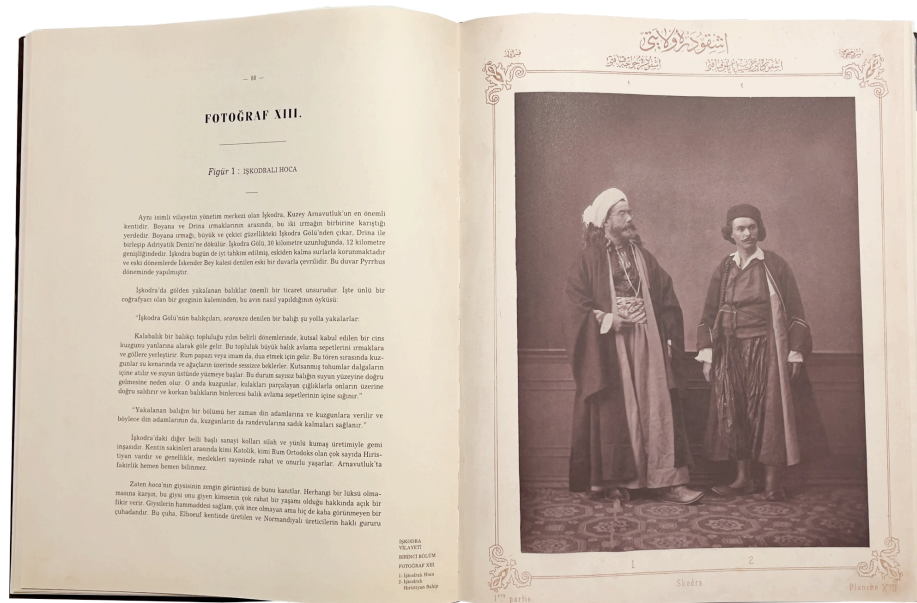 — 88 —
FOTOĞRAF XIII.
Figür 1 : İŞKODRALI HOCA
Aynı isimli vilayetin yönetim merkezi olan İşkodra, Kuzey Arnavutluk'un en önemli
kentidir. Boyana ve Drina ırmaklarının arasında, bu iki ırmağın birbirine karıştığı
yerdedir. Boyana ırmağı, büyük ve çekici güzellikteki İşkodra Gölü'nden çıkar, Drina ile
birleşip Adriyatik Denizi'ne dökülür. İşkodra Gölü, 30 kilometre uzunluğunda, 12 kilometre
genişliğindedir. İşkodra bugün de iyi tahkim edilmiş, eskiden kalma surlarla korunmaktadır
ve eski dönemlerde İskender Bey kalesi denilen eski bir duvarla çevrilidir. Bu duvar Pyrrhus
döneminde yapılmıştır.
İşkodra'da gölden yakalanan balıklar önemli bir ticaret unsurudur. İşte ünlü bir
coğrafyacı olan bir gezginin kaleminden, bu avın nasıl yapıldığının öyküsü:
"İşkodra Gölü'nün balıkçıları, scoranze denilen bir balığı şu yolla yakalarlar:
Kalabalık bir balıkçı topluluğu yılın belirli dönemlerinde, kutsal kabul edilen bir cins
kuzgunu yanlarına alarak göle gelir. Bu topluluk büyük balık avlama sepetlerini ırmaklara
ve göllere yerleştirir. Rum papazı veya imam da, dua etmek için gelir. Bu tören sırasında kuz-
gunlar su kenarında ve ağaçların üzerinde sessizce beklerler. Kutsanmış tohumlar dalgaların
içine atılır ve suyun üstünde yüzmeye başlar. Bu durum sayısız balığın suyun yüzeyine doğru
gelmesine neden olur. O anda kuzgunlar, kulakları parçalayan çığlıklarla onların üzerine
doğru saldırır ve korkan balıkların binlercesi balık avlama sepetlerinin içine sığınır."
"Yakalanan balığın bir bölümü her zaman din adamlarına ve kuzgunlara verilir ve
böylece din adamlarının da, kuzgunların da randevularına sadık kalmaları sağlanır."
İşkodra'daki diğer belli başlı sanayi kolları silah ve yünlü kumaş üretimiyle gemi
inşasıdır. Kentin sakinleri arasında kimi Katolik, kimi Rum Ortodoks olan çok sayıda Hıris-
tiyan vardır ve genellikle, meslekleri sayesinde rahat ve onurlu yaşarlar. Arnavutluk'ta
fakirlik hemen hemen bilinmez.
Zaten hoca'nın giysisinin zengin görüntüsü de bunu kanıtlar. Herhangi bir lüksü olma-
masına karşın, bu giysi onu giyen kimsenin çok rahat bir yaşamı olduğu hakkında açık bir
fikir verir. Giysilerin hammaddesi sağlam, çok ince olmayan ama hiç de kaba görünmeyen bir
çuhadandır. Bu çuha, Elboeuf kentinde üretilen ve Normandiyalı üreticilerin haklı gururu
İŞKODRA
VİLAYETİ
BİRİNCİ BÖLÜM
FOTOĞRAF XIII
1- İşkodralı Hoca
2- İşkodralı
Hıristiyan
اشقودره ولايتى
1 2
Skodra
1ère partie.
Planche XIII